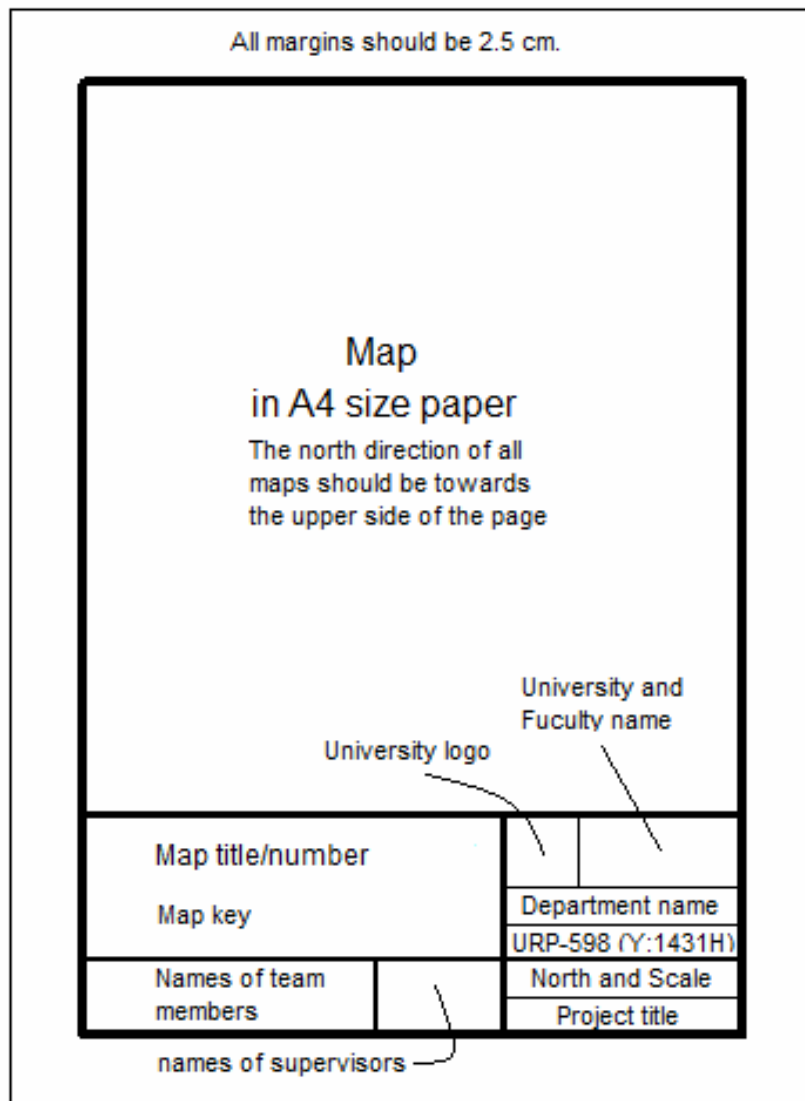 All margins should be 2.5 cm.
Map
in A4 size paper
The north direction of all
maps should be towards
the upper side of the page
University and
Fuculty name
University logo
Map title/number
Map key
Department name
URP-598 (Y:1431H)
Names of team
members
North and Scale
Project title
names of supervisors